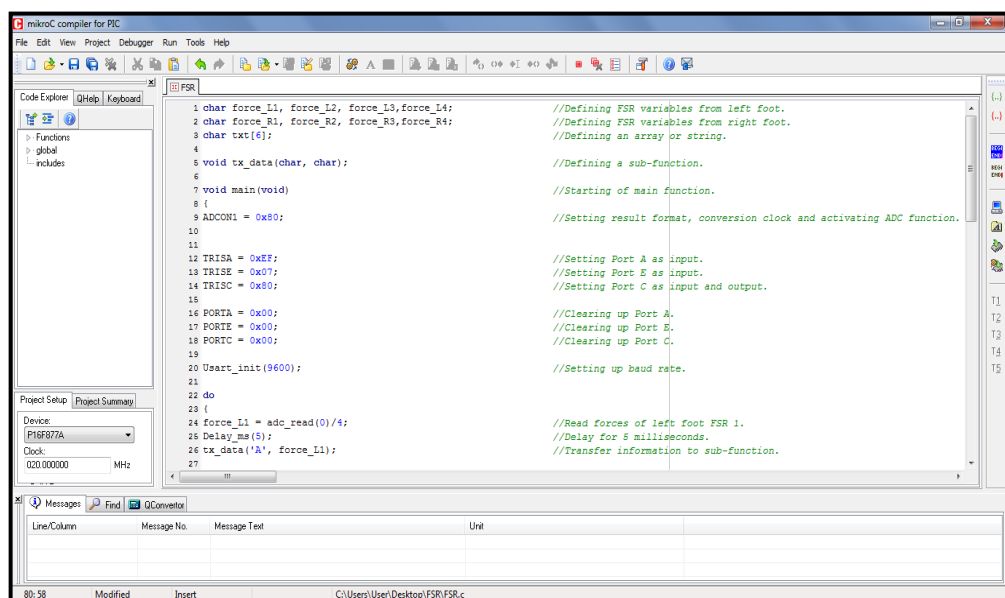 mikroC compiler for PIC
File Edit View Project Debugger Run Tools Help
Code Explorer QHelp Keyboard
Functions
global
includes
FSR
1 char force_L1, force_L2, force_L3,force_L4; //Defining FSR variables from left foot.
2 char force_R1, force_R2, force_R3,force_R4; //Defining FSR variables from right foot.
3 char txt[6]; //Defining an array or string.
4
5 void tx_data(char, char); //Defining a sub-function.
6
7 void main(void) //Starting of main function.
8 {
9 ADCON1 = 0x80; //Setting result format, conversion clock and activating ADC function.
10
11
12 TRISA = 0xEF; //Setting Port A as input.
13 TRISE = 0x07; //Setting Port E as input.
14 TRISC = 0x80; //Setting Port C as input and output.
15
16 PORTA = 0x00; //Clearing up Port A.
17 PORTE = 0x00; //Clearing up Port E.
18 PORTC = 0x00; //Clearing up Port C.
19
20 Usart_init(9600); //Setting up baud rate.
21
22 do
23 {
24 force_L1 = adc_read(0)/4; //Read forces of left foot FSR 1.
25 Delay_ms(5); //Delay for 5 milliseconds.
26 tx_data('A', force_L1); //Transfer information to sub-function.
27
T1
T2
T3
T4
T5
Project Setup Project Summary
Device:
P16F877A
Clock:
020.000000 MHz
Messages Find QConvertor
Line/Column Message No. Message Text Unit
80: 58 Modified Insert C:\Users\User\Desktop\FSR\FSR.c